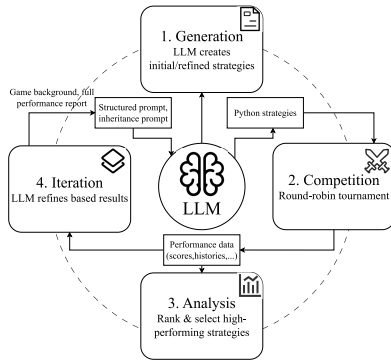 1. Generation
LLM creates
initial/refined strategies
Game background, full
performance report
Structured prompt,
inheritance prompt
Python strategies
4. Iteration
LLM refines based results
LLM
2. Competition
Round-robin tournament
Performance data
(scores,histories,...)
3. Analysis
Rank & select high-
performing strategies